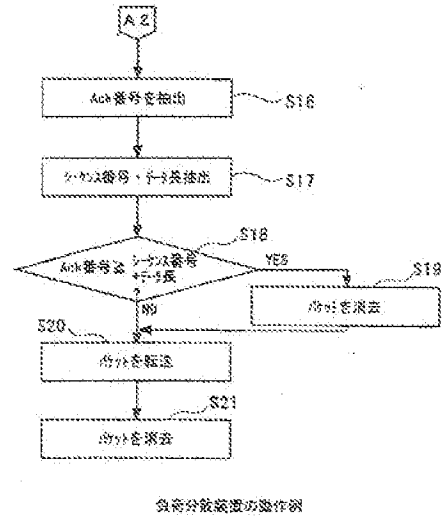 A2
Ack番号を抽出
S16
シーケンス番号・データ長抽出
S17
S18
Ack番号≧シーケンス番号
+データ長
?
YES
S19
パケットを消去
NO
S20
パケットを転送
S21
パケットを消去
負荷分散装置の動作例